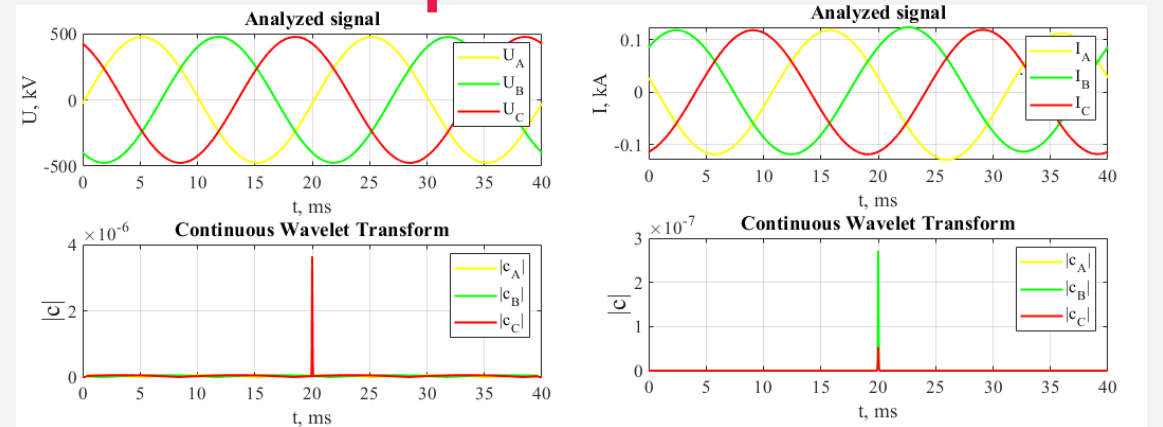 Analyzed signal
U, kV
500
0
-500
U_A
U_B
U_C
0 5 10 15 20 25 30 35 40
t, ms
Analyzed signal
I, kA
0.1
0
-0.1
I_A
I_B
I_C
0 5 10 15 20 25 30 35 40
t, ms
×10^-6
Continuous Wavelet Transform
|c|
4
2
0
|c_A|
|c_B|
|c_C|
0 5 10 15 20 25 30 35 40
t, ms
×10^-7
Continuous Wavelet Transform
|c|
3
2
1
0
|c_A|
|c_B|
|c_C|
0 5 10 15 20 25 30 35 40
t, ms